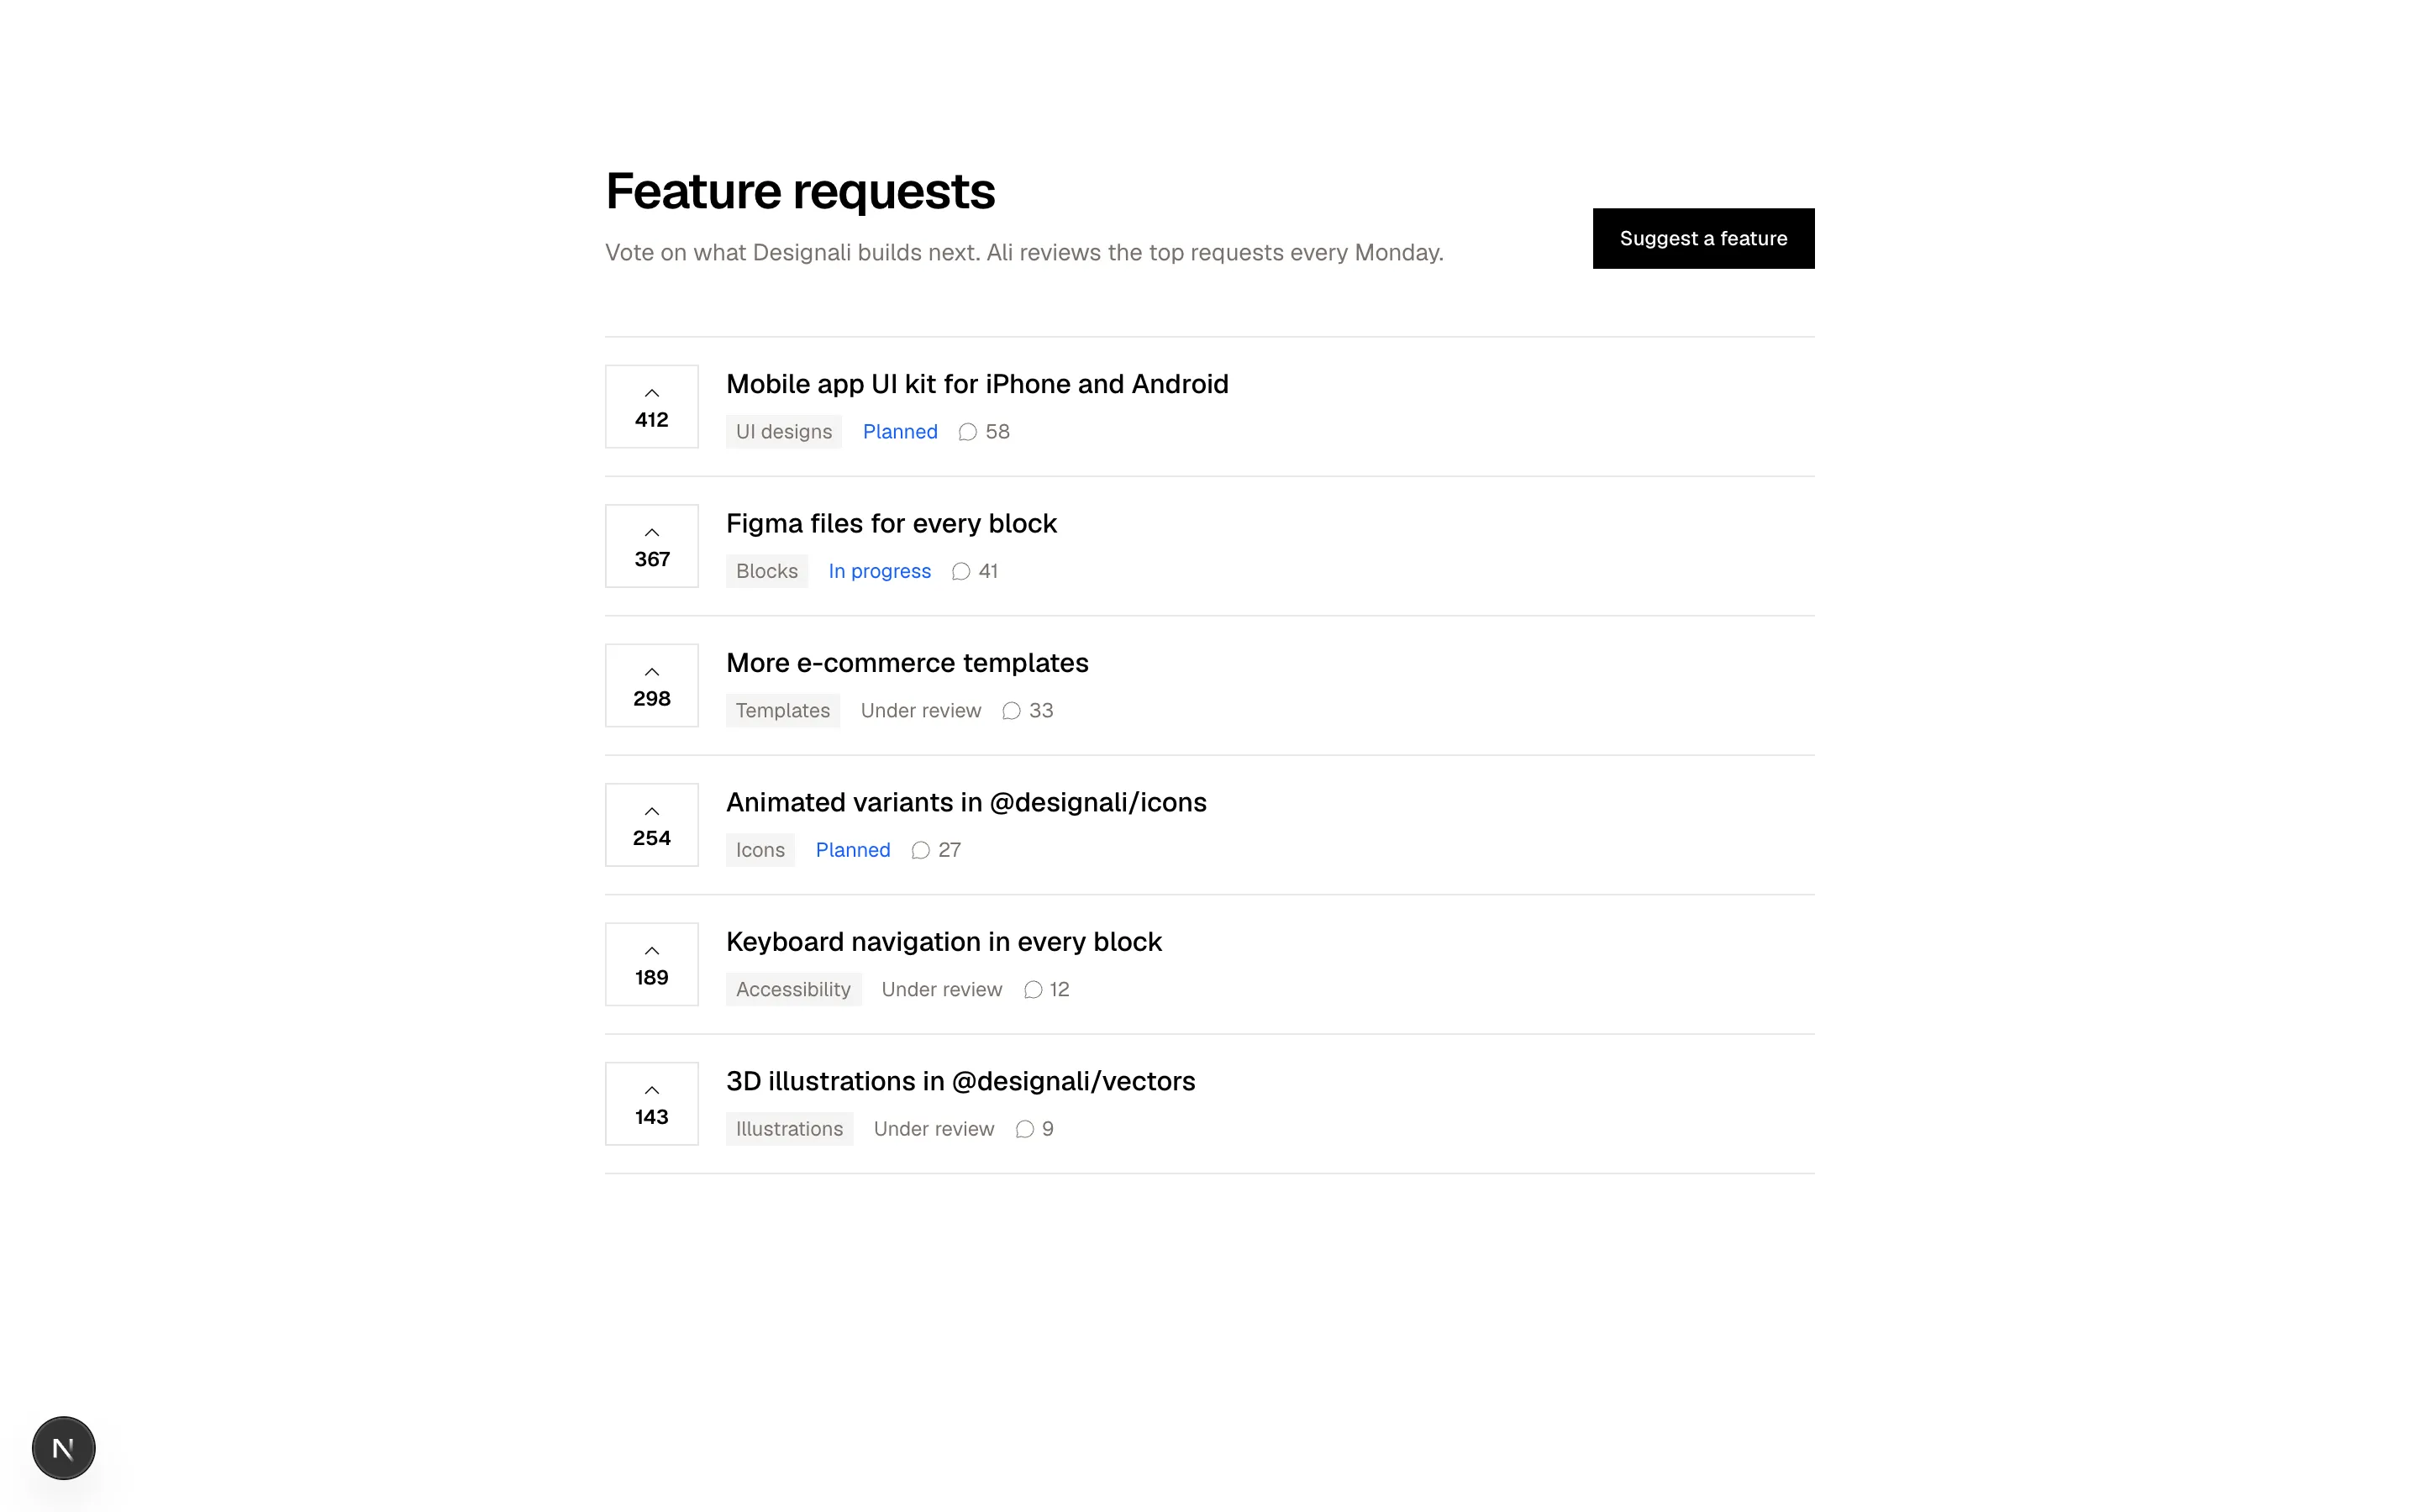 Feature requests
Vote on what Designali builds next. Ali reviews the top requests every Monday.
Suggest a feature
412
Mobile app UI kit for iPhone and Android
UI designs Planned 58
367
Figma files for every block
Blocks In progress 41
298
More e-commerce templates
Templates Under review 33
254
Animated variants in @designali/icons
Icons Planned 27
189
Keyboard navigation in every block
Accessibility Under review 12
143
3D illustrations in @designali/vectors
Illustrations Under review 9
N